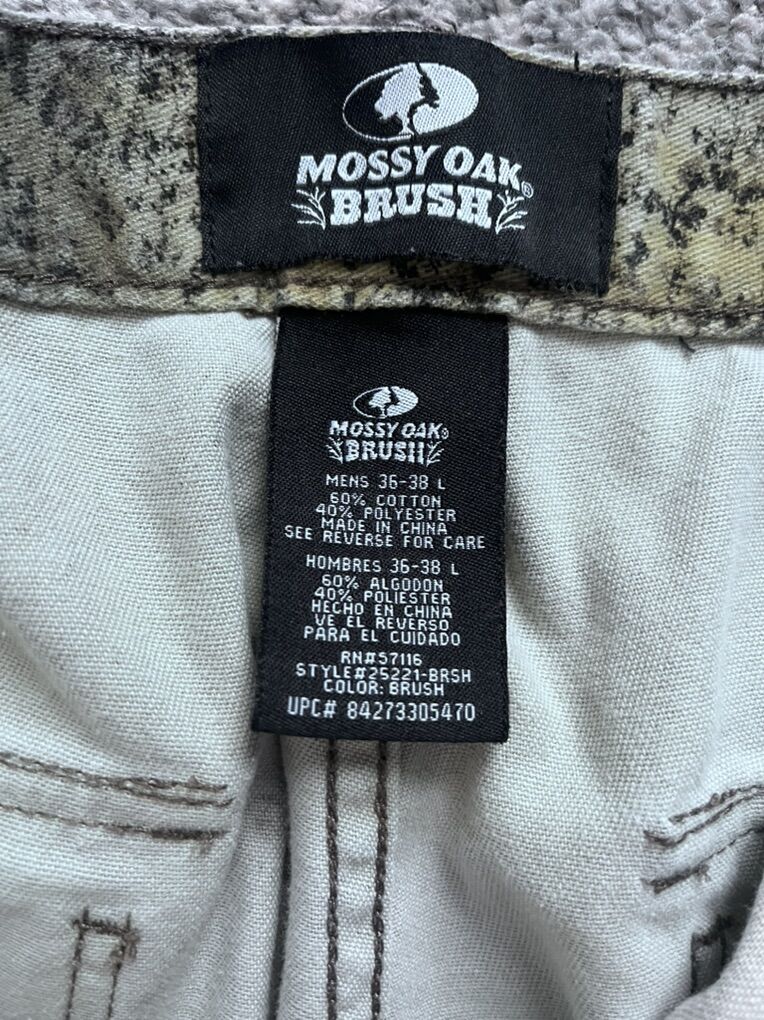 MOSSY OAK®
BRUSH
MOSSY OAK®
BRUSH
MENS 36-38 L
60% COTTON
40% POLYESTER
MADE IN CHINA
SEE REVERSE FOR CARE
HOMBRES 36-38 L
60% ALGODON
40% POLIESTER
HECHO EN CHINA
VE EL REVERSO
PARA EL CUIDADO
RN#57116
STYLE#25221-BRSH
COLOR: BRUSH
UPC# 84273305470